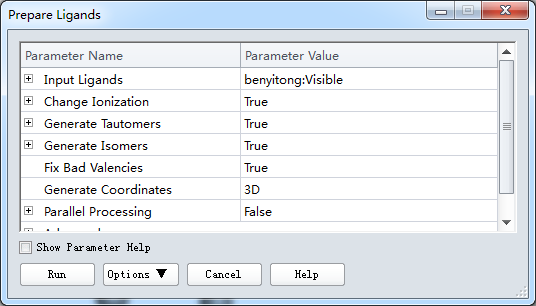 Prepare Ligands
Parameter Name Parameter Value
Input Ligands benyitong:Visible
Change Ionization True
Generate Tautomers True
Generate Isomers True
Fix Bad Valencies True
Generate Coordinates 3D
Parallel Processing False
Show Parameter Help
Run Options ▼ Cancel Help